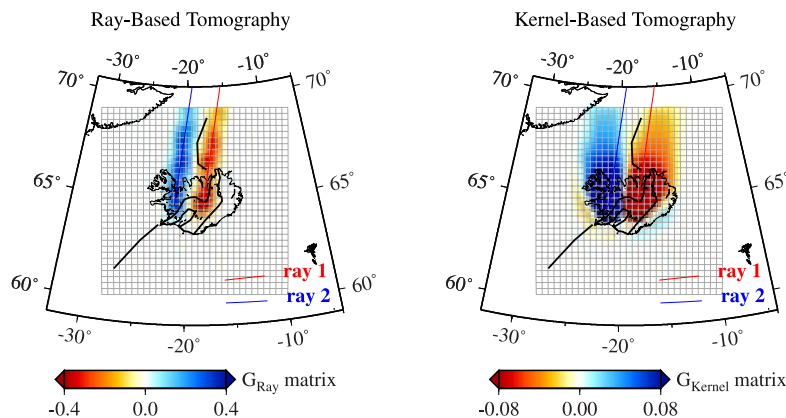 Ray-Based Tomography
Kernel-Based Tomography
-30° -20° -10°
-30° -20° -10°
70° 70°
70° 70°
65° 65°
65° 65°
60° 60°
60° 60°
ray 1
ray 2
ray 1
ray 2
-30° -20° -10°
-30° -20° -10°
G_Ray matrix
G_Kernel matrix
-0.4 0.0 0.4
-0.08 0.00 0.08